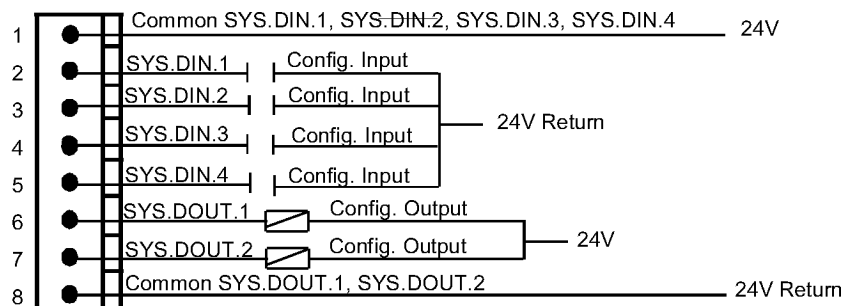 Common SYS.DIN.1, SYS.DIN.2, SYS.DIN.3, SYS.DIN.4
1 24V
2 SYS.DIN.1 Config. Input
3 SYS.DIN.2 Config. Input
24V Return
4 SYS.DIN.3 Config. Input
5 SYS.DIN.4 Config. Input
6 SYS.DOUT.1 Config. Output
24V
7 SYS.DOUT.2 Config. Output
8 Common SYS.DOUT.1, SYS.DOUT.2 24V Return